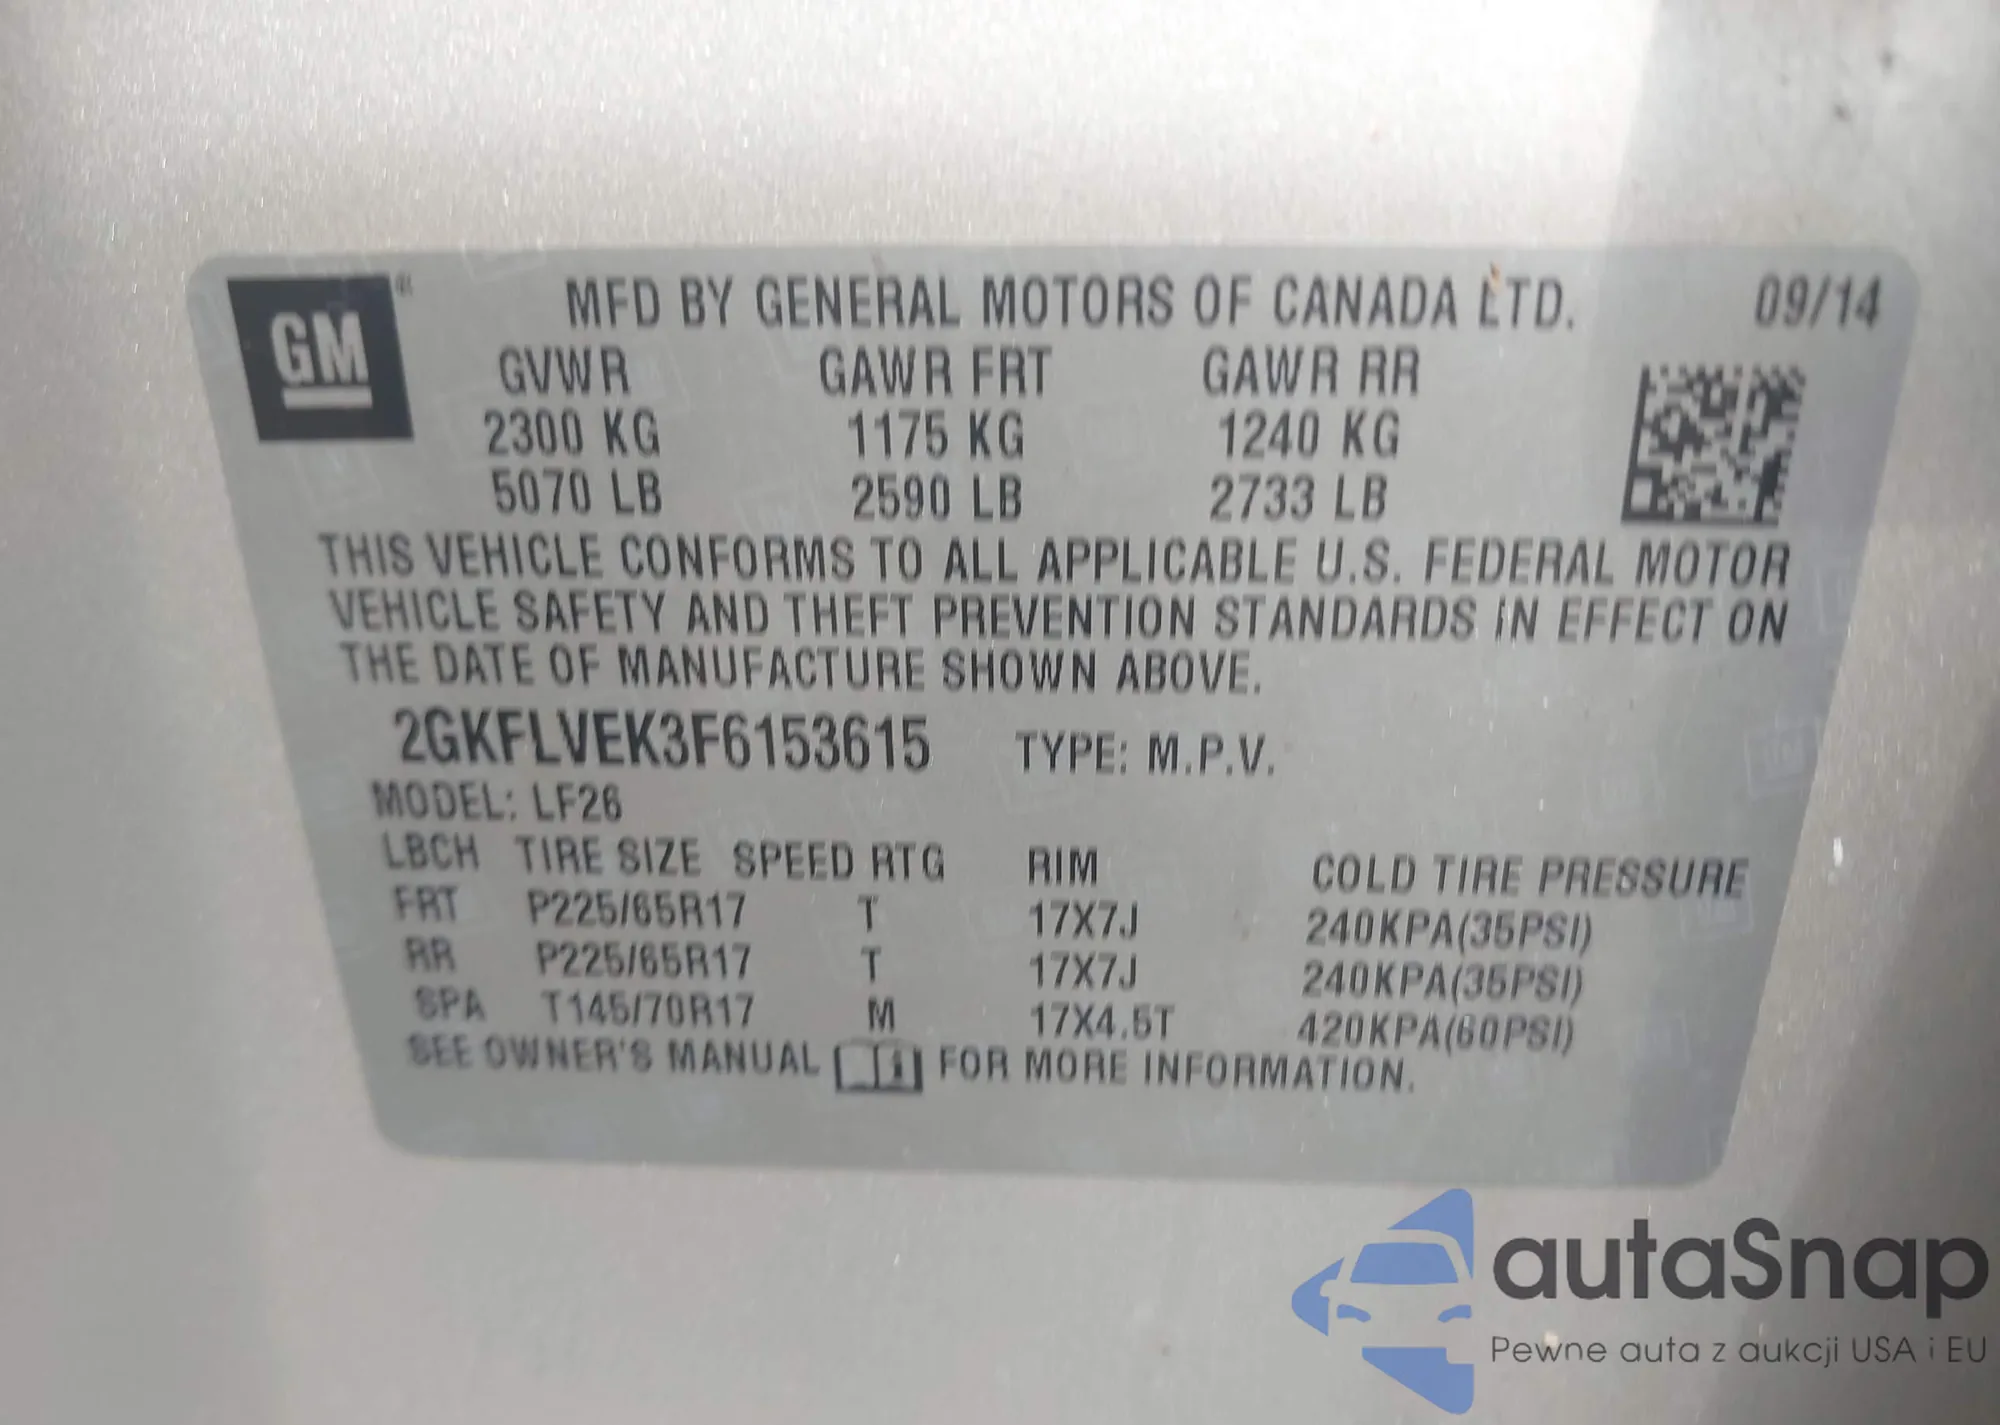 GM
MFD BY GENERAL MOTORS OF CANADA LTD. 09/14
GVWR GAWR FRT GAWR RR
2300 KG 1175 KG 1240 KG
5070 LB 2590 LB 2733 LB
THIS VEHICLE CONFORMS TO ALL APPLICABLE U.S. FEDERAL MOTOR
VEHICLE SAFETY AND THEFT PREVENTION STANDARDS IN EFFECT ON
THE DATE OF MANUFACTURE SHOWN ABOVE.
2GKFLVEK3F6153615 TYPE: M.P.V.
MODEL: LF26
LBCH TIRE SIZE SPEED RTG RIM COLD TIRE PRESSURE
FRT P225/65R17 T 17X7J 240KPA(35PSI)
RR P225/65R17 T 17X7J 240KPA(35PSI)
SPA T145/70R17 M 17X4.5T 420KPA(60PSI)
SEE OWNER'S MANUAL FOR MORE INFORMATION.
autaSnap
Pewne auta z aukcji USA i EU